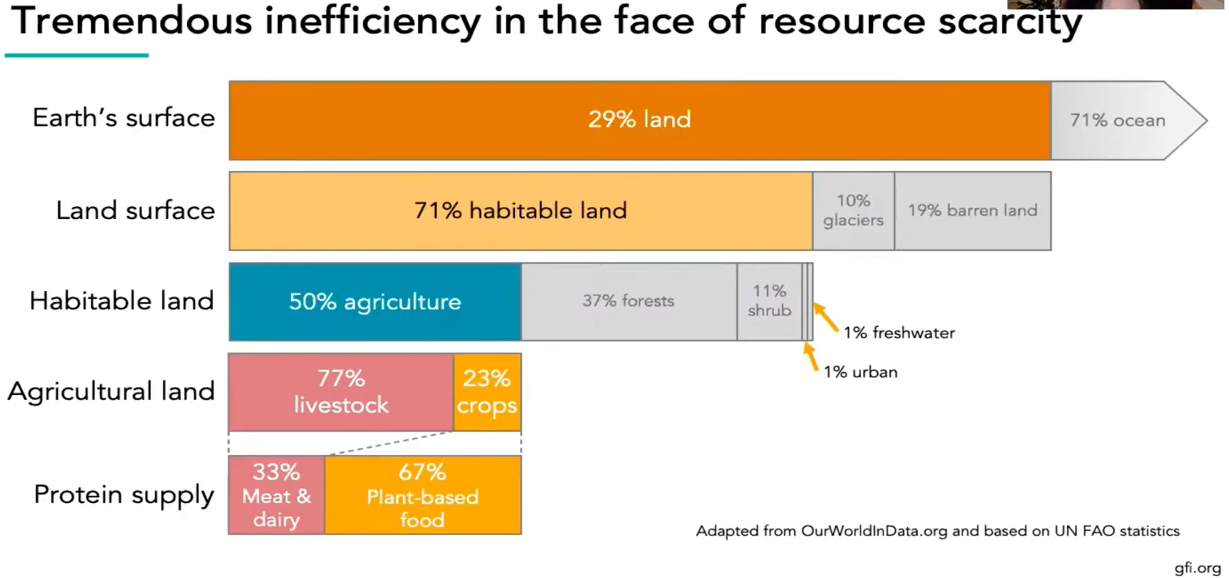 Tremendous inefficiency in the face of resource scarcity
Earth's surface
29% land
71% ocean
Land surface
71% habitable land
10%
glaciers
19% barren land
Habitable land
50% agriculture
37% forests
11%
shrub
1% freshwater
1% urban
Agricultural land
77%
livestock
23%
crops
Protein supply
33%
Meat &
dairy
67%
Plant-based
food
Adapted from OurWorldInData.org and based on UN FAO statistics
gfi.org